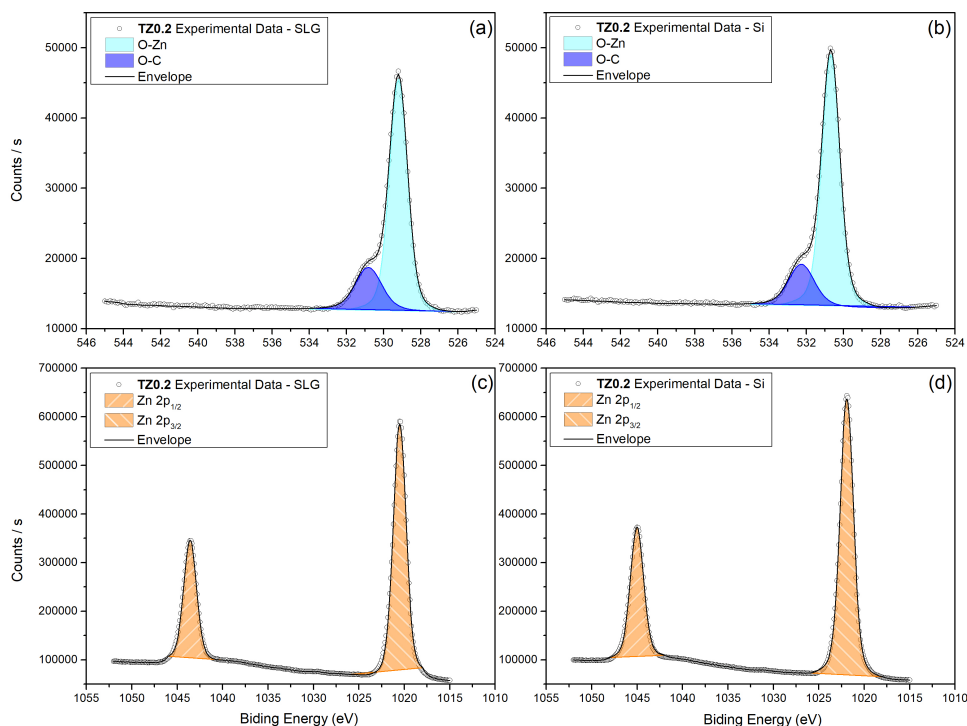 TZ0.2 Experimental Data - SLG
O-Zn
O-C
Envelope
(a)
50000
40000
30000
20000
10000
546 544 542 540 538 536 534 532 530 528 526 524
TZ0.2 Experimental Data - Si
O-Zn
O-C
Envelope
(b)
50000
40000
30000
20000
10000
546 544 542 540 538 536 534 532 530 528 526 524
Counts / s
TZ0.2 Experimental Data - SLG
Zn 2p1/2
Zn 2p3/2
Envelope
(c)
700000
600000
500000
400000
300000
200000
100000
1055 1050 1045 1040 1035 1030 1025 1020 1015 1010
Biding Energy (eV)
Counts / s
TZ0.2 Experimental Data - Si
Zn 2p1/2
Zn 2p3/2
Envelope
(d)
700000
600000
500000
400000
300000
200000
100000
1055 1050 1045 1040 1035 1030 1025 1020 1015 1010
Biding Energy (eV)